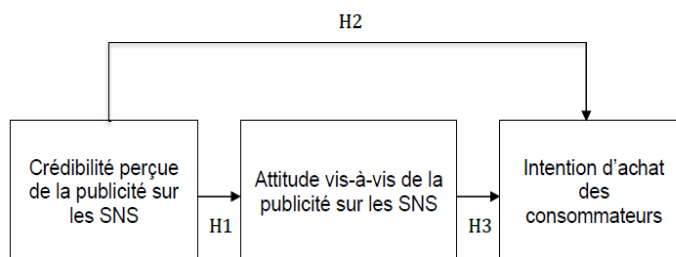 H2
Crédibilité perçue
de la publicité sur
les SNS
H1
Attitude vis-à-vis de la
publicité sur les SNS
H3
Intention d'achat
des
consommateurs